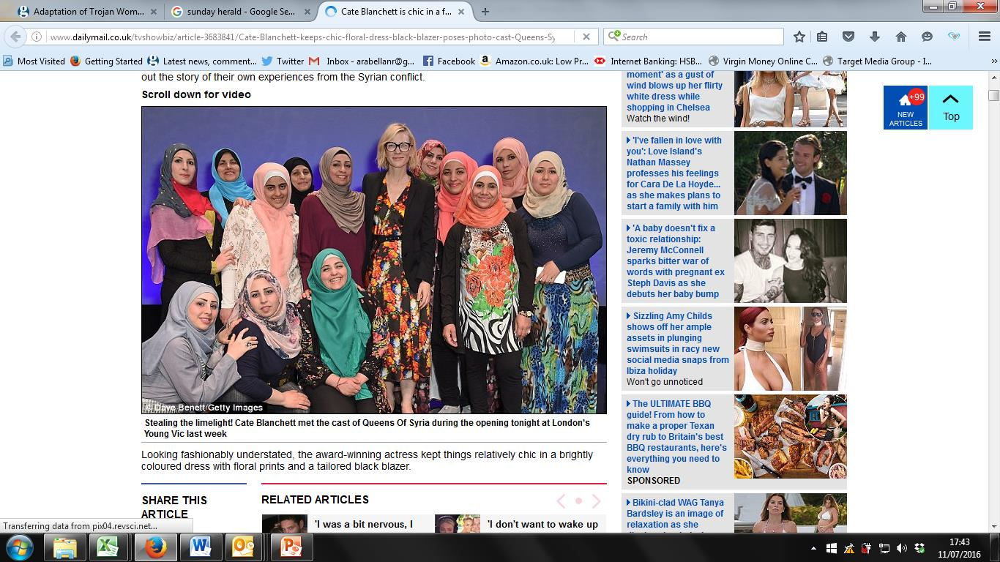 Adaptation of Trojan Wom...
sunday herald - Google Se...
Cate Blanchett is chic in a f...
www.dailymail.co.uk/tvshowbiz/article-3683841/Cate-Blanchett-keeps-chic-floral-dress-black-blazer-poses-photo-cast-Queens-Sy
Search
Most Visited
Getting Started
Latest news, comment...
Twitter
Inbox - arabellanr@g...
Facebook
Amazon.co.uk: Low Pr...
Internet Banking: HSB...
Virgin Money Online C...
Target Media Group - I...
out the story of their own experiences from the Syrian conflict.
Scroll down for video
© Dave Benett/Getty Images
Stealing the limelight! Cate Blanchett met the cast of Queens Of Syria during the opening tonight at London's
Young Vic last week
Looking fashionably understated, the award-winning actress kept things relatively chic in a brightly
coloured dress with floral prints and a tailored black blazer.
SHARE THIS
ARTICLE
RELATED ARTICLES
'I was a bit nervous, I
'I don't want to wake up
moment' as a gust of
wind blows up her flirty
white dress while
shopping in Chelsea
Watch the wind!
'I've fallen in love with
you': Love Island's
Nathan Massey
professes his feelings
for Cara De La Hoyde...
as she makes plans to
start a family with him
'A baby doesn't fix a
toxic relationship:
Jeremy McConnell
sparks bitter war of
words with pregnant ex
Steph Davis as she
debuts her baby bump
Sizzling Amy Childs
shows off her ample
assets in plunging
swimsuits in racy new
social media snaps from
Ibiza holiday
Won't go unnoticed
The ULTIMATE BBQ
guide! From how to
make a proper Texan
dry rub to Britain's best
BBQ restaurants, here's
everything you need to
know
SPONSORED
Bikini-clad WAG Tanya
Bardsley is an image of
relaxation as she
+99
NEW
ARTICLES
Top
Transferring data from pix04.revsci.net...
17:43
11/07/2016